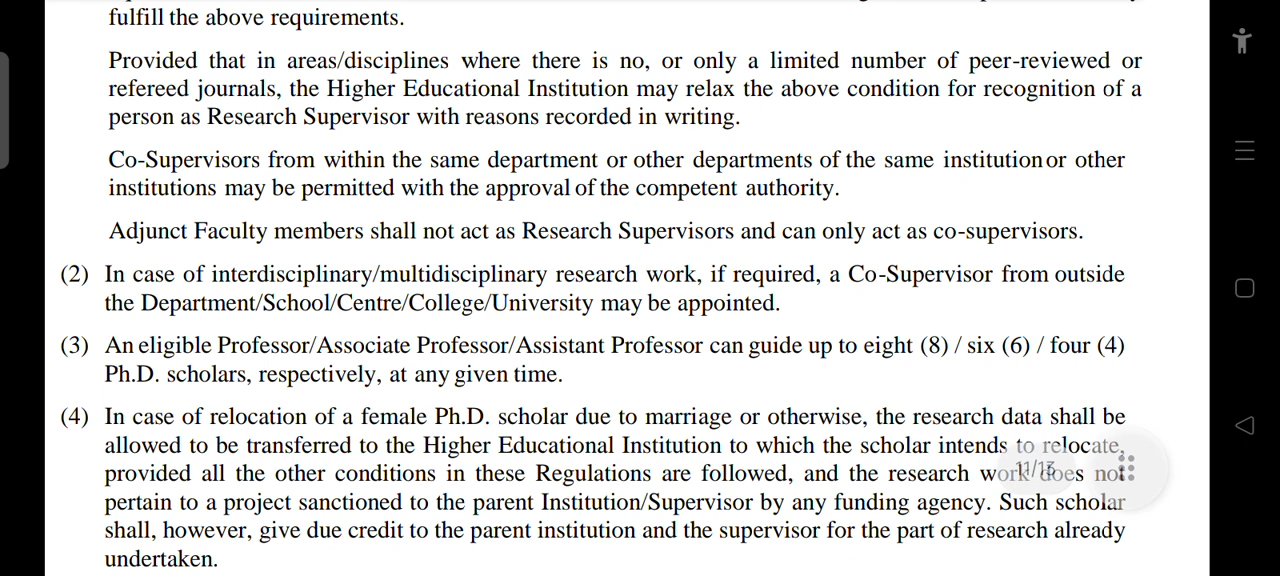 fulfill the above requirements.
Provided that in areas/disciplines where there is no, or only a limited number of peer-reviewed or
refereed journals, the Higher Educational Institution may relax the above condition for recognition of a
person as Research Supervisor with reasons recorded in writing.
Co-Supervisors from within the same department or other departments of the same institution or other
institutions may be permitted with the approval of the competent authority.
Adjunct Faculty members shall not act as Research Supervisors and can only act as co-supervisors.
(2) In case of interdisciplinary/multidisciplinary research work, if required, a Co-Supervisor from outside
the Department/School/Centre/College/University may be appointed.
(3) An eligible Professor/Associate Professor/Assistant Professor can guide up to eight (8) / six (6) / four (4)
Ph.D. scholars, respectively, at any given time.
(4) In case of relocation of a female Ph.D. scholar due to marriage or otherwise, the research data shall be
allowed to be transferred to the Higher Educational Institution to which the scholar intends to relocate,
provided all the other conditions in these Regulations are followed, and the research work does not
11/13
pertain to a project sanctioned to the parent Institution/Supervisor by any funding agency. Such scholar
shall, however, give due credit to the parent institution and the supervisor for the part of research already
undertaken.